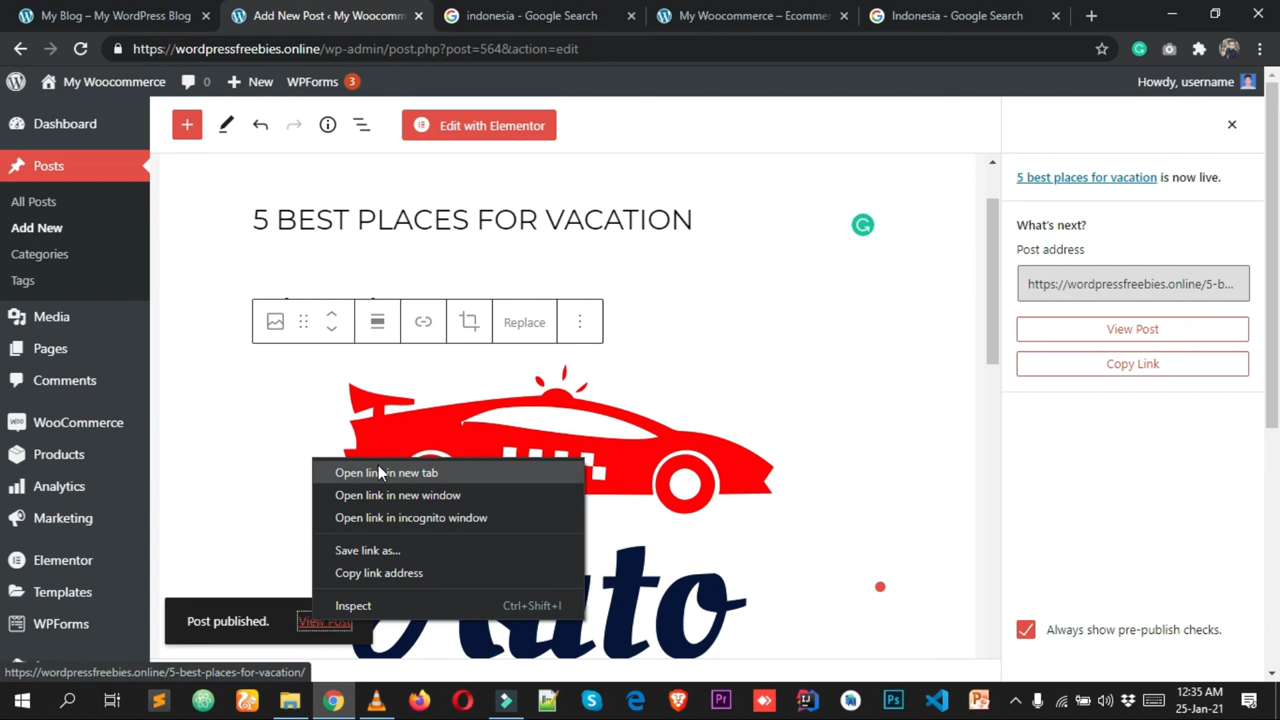 My Blog – My WordPress Blog
Add New Post ‹ My Woocomm
indonesia - Google Search
My Woocommerce – Ecommer
Indonesia - Google Search
https://wordpressfreebies.online/wp-admin/post.php?post=564&action=edit
My Woocommerce
0
New
WPForms 3
Howdy, username
Dashboard
Posts
All Posts
Add New
Categories
Tags
Media
Pages
Comments
WooCommerce
Products
Analytics
Marketing
Elementor
Templates
WPForms
Edit with Elementor
5 BEST PLACES FOR VACATION
Replace
Auto
Open link in new tab
Open link in new window
Open link in incognito window
Save link as...
Copy link address
Inspect Ctrl+Shift+I
Post published. View Post
5 best places for vacation is now live.
What's next?
Post address
https://wordpressfreebies.online/5-b...
View Post
Copy Link
Always show pre-publish checks.
https://wordpressfreebies.online/5-best-places-for-vacation/
12:35 AM
25-Jan-21